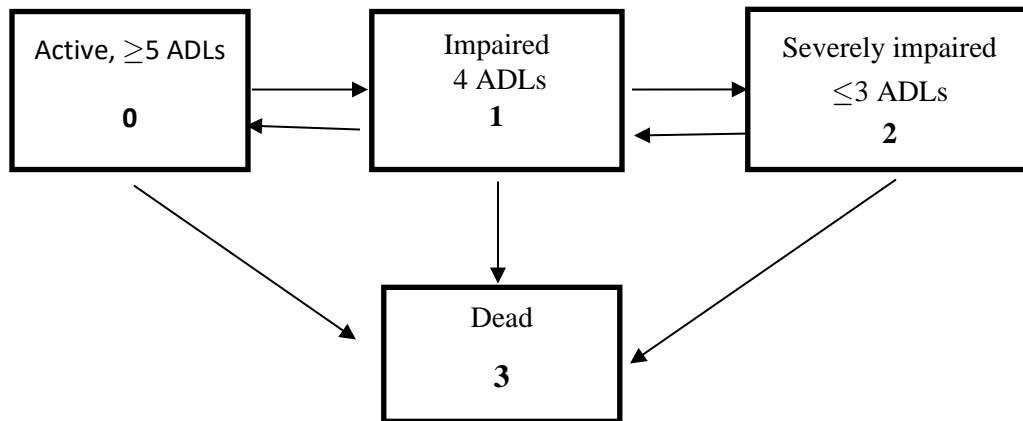 Active, ≥5 ADLs
0
Impaired
4 ADLs
1
Severely impaired
≤3 ADLs
2
Dead
3